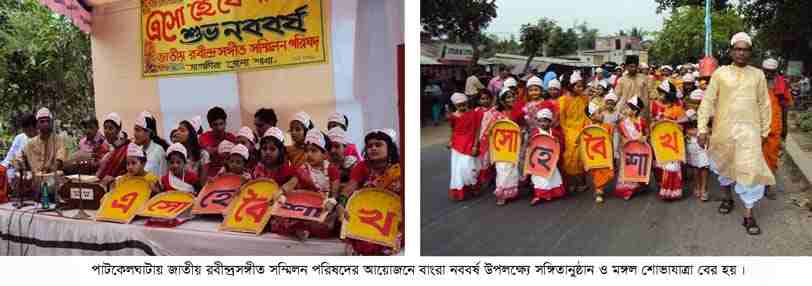 এসো হে বৈশাখ
শুভ নববর্ষ
জাতীয় রবীন্দ্র সঙ্গীত সম্মিলন পরিষদ
শাখা
এ সো হে বৈ শা খ
সো হে বৈ শা খ
পাটকেলঘাটায় জাতীয় রবীন্দ্রসঙ্গীত সম্মিলন পরিষদের আয়োজনে বাংরা নববর্ষ উপলক্ষ্যে সঙ্গিতানুষ্ঠান ও মঙ্গল শোভাযাত্রা বের হয়।